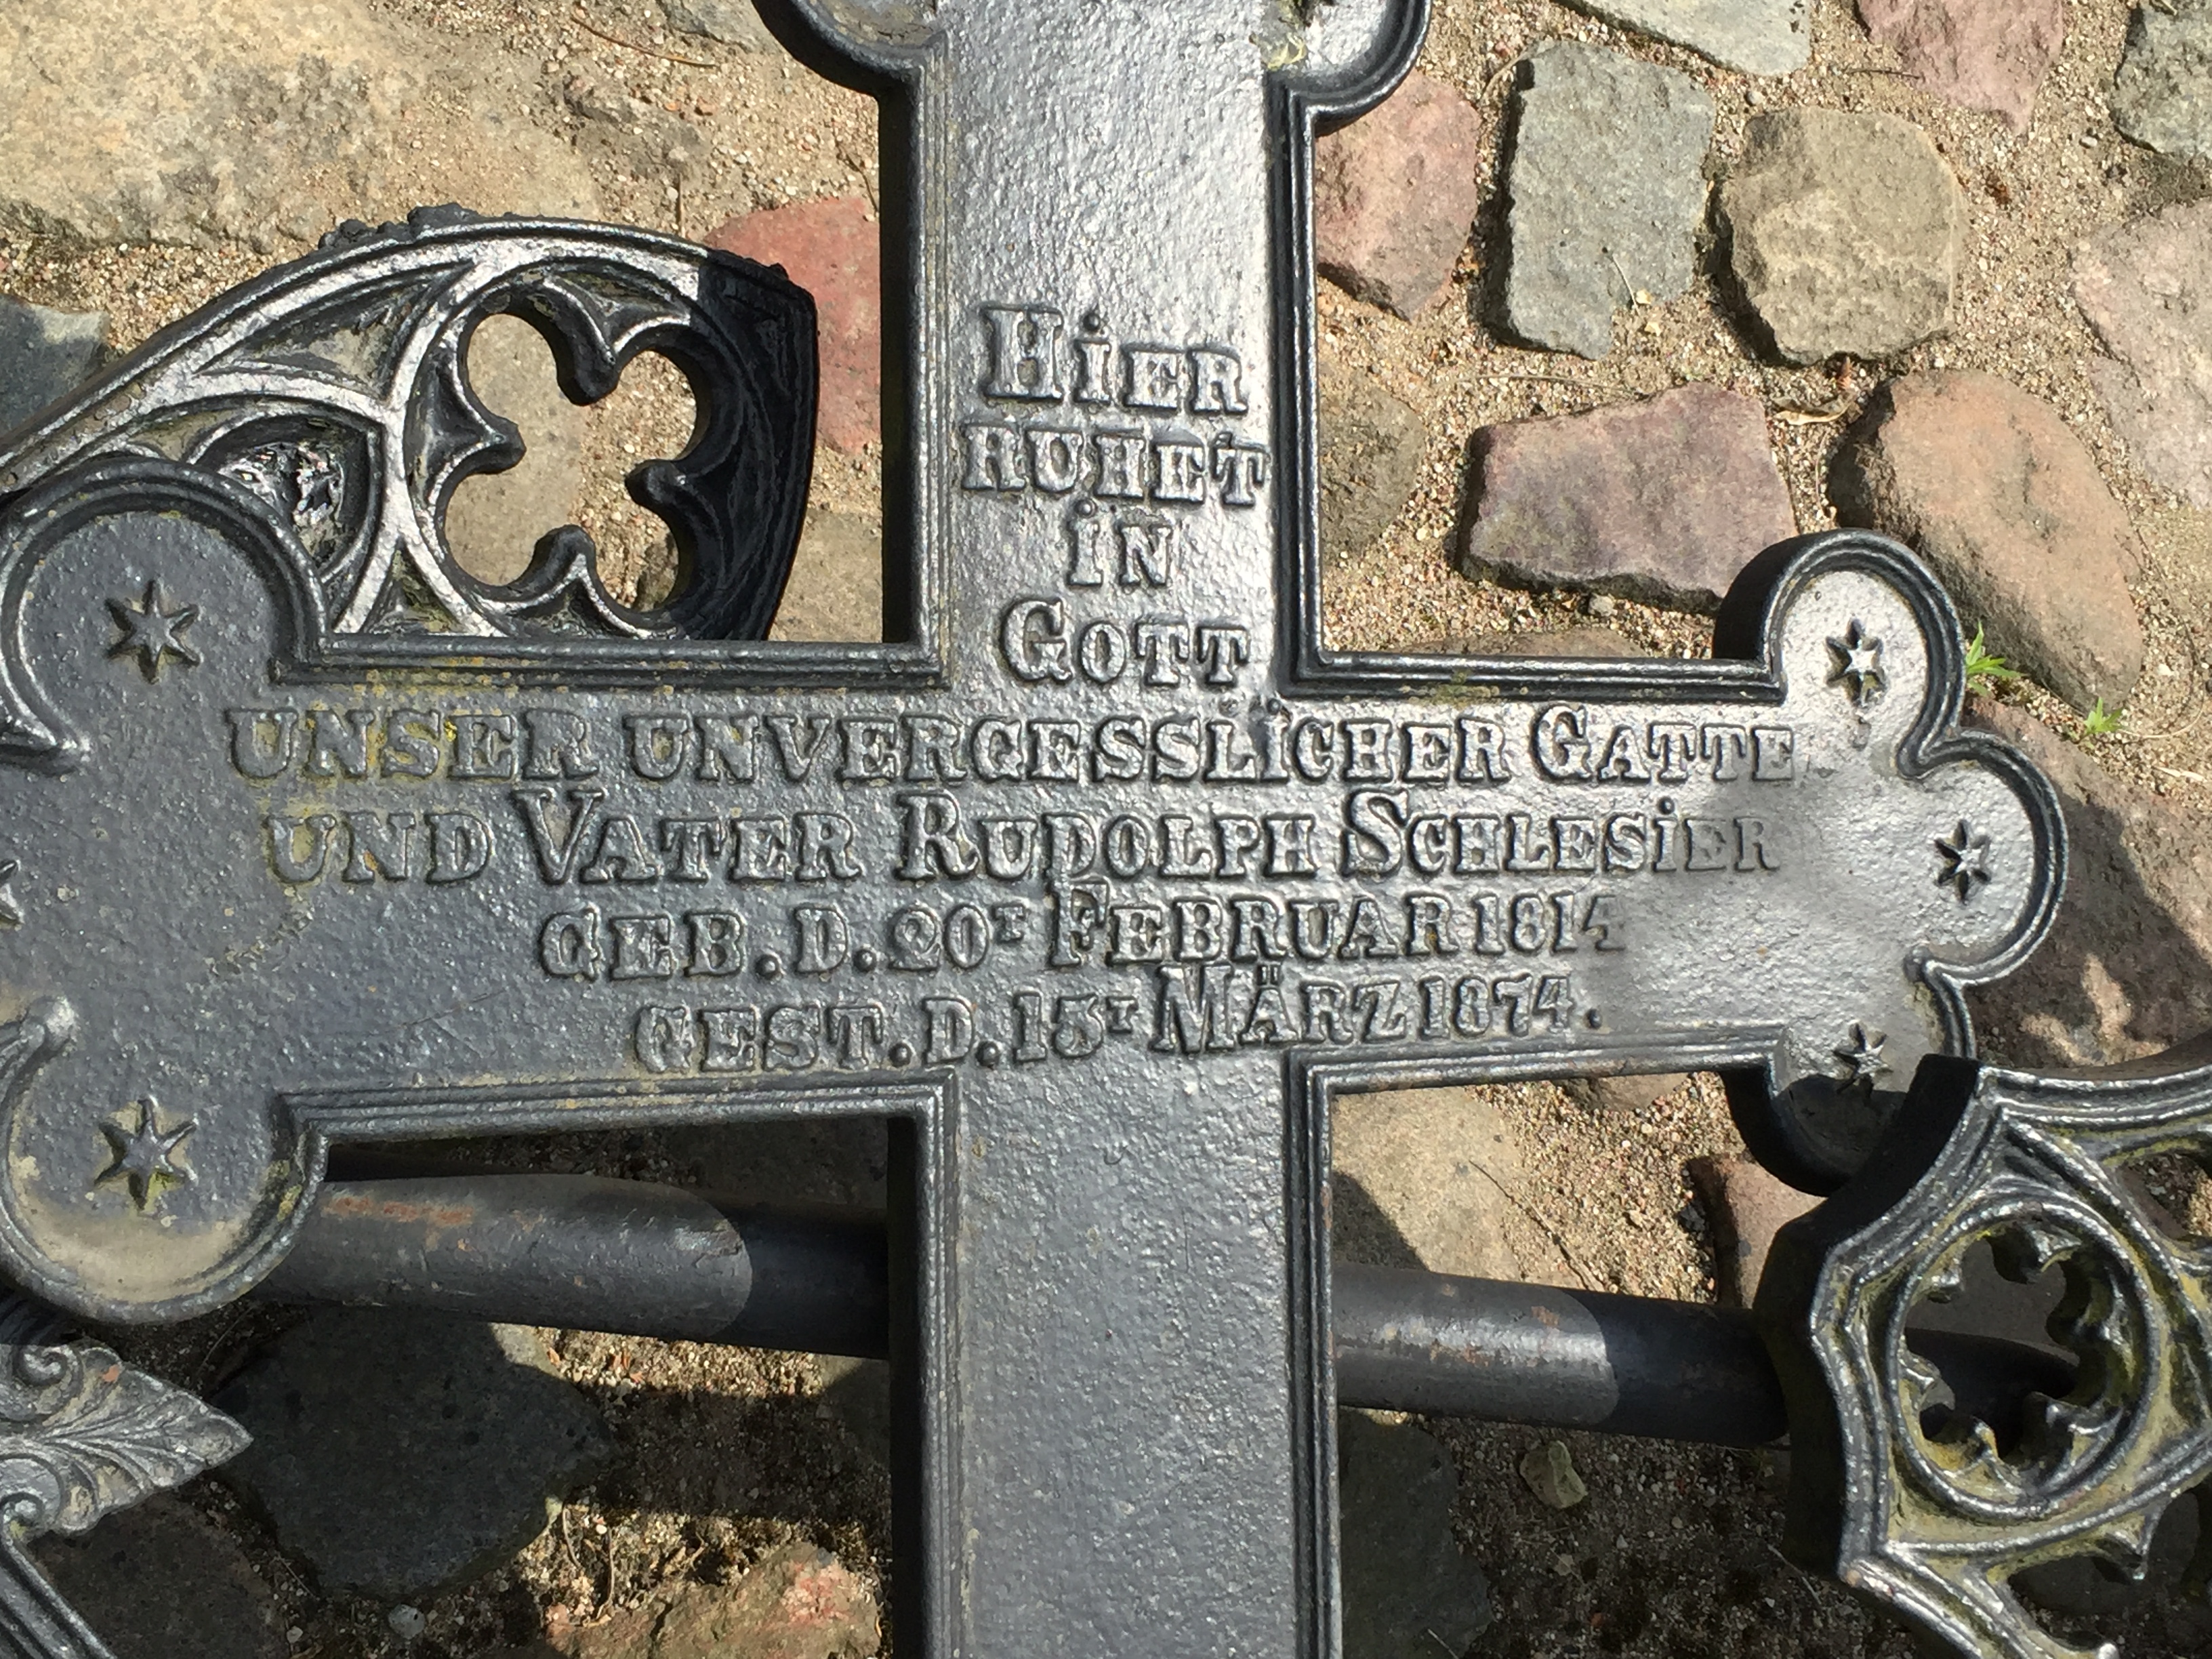 HiER
RUHET
iN
GOTT
UNSER UNVERGESSLiCHER GATTE
UND VATER RUDOLPH SCHLESiER
GEB. D. 20T FEBRUAR 1814
GEST. D. 15T MÄRZ 1874.